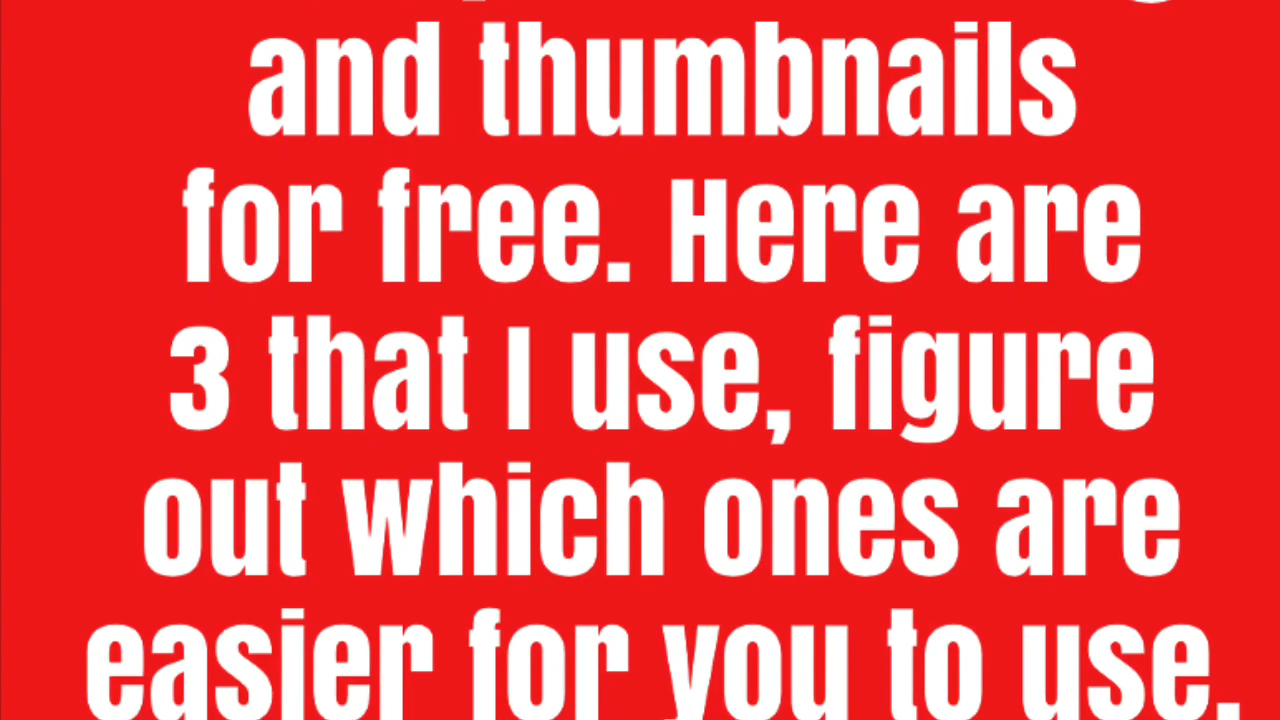 and thumbnails
for free. Here are
3 that I use, figure
out which ones are
easier for you to use.